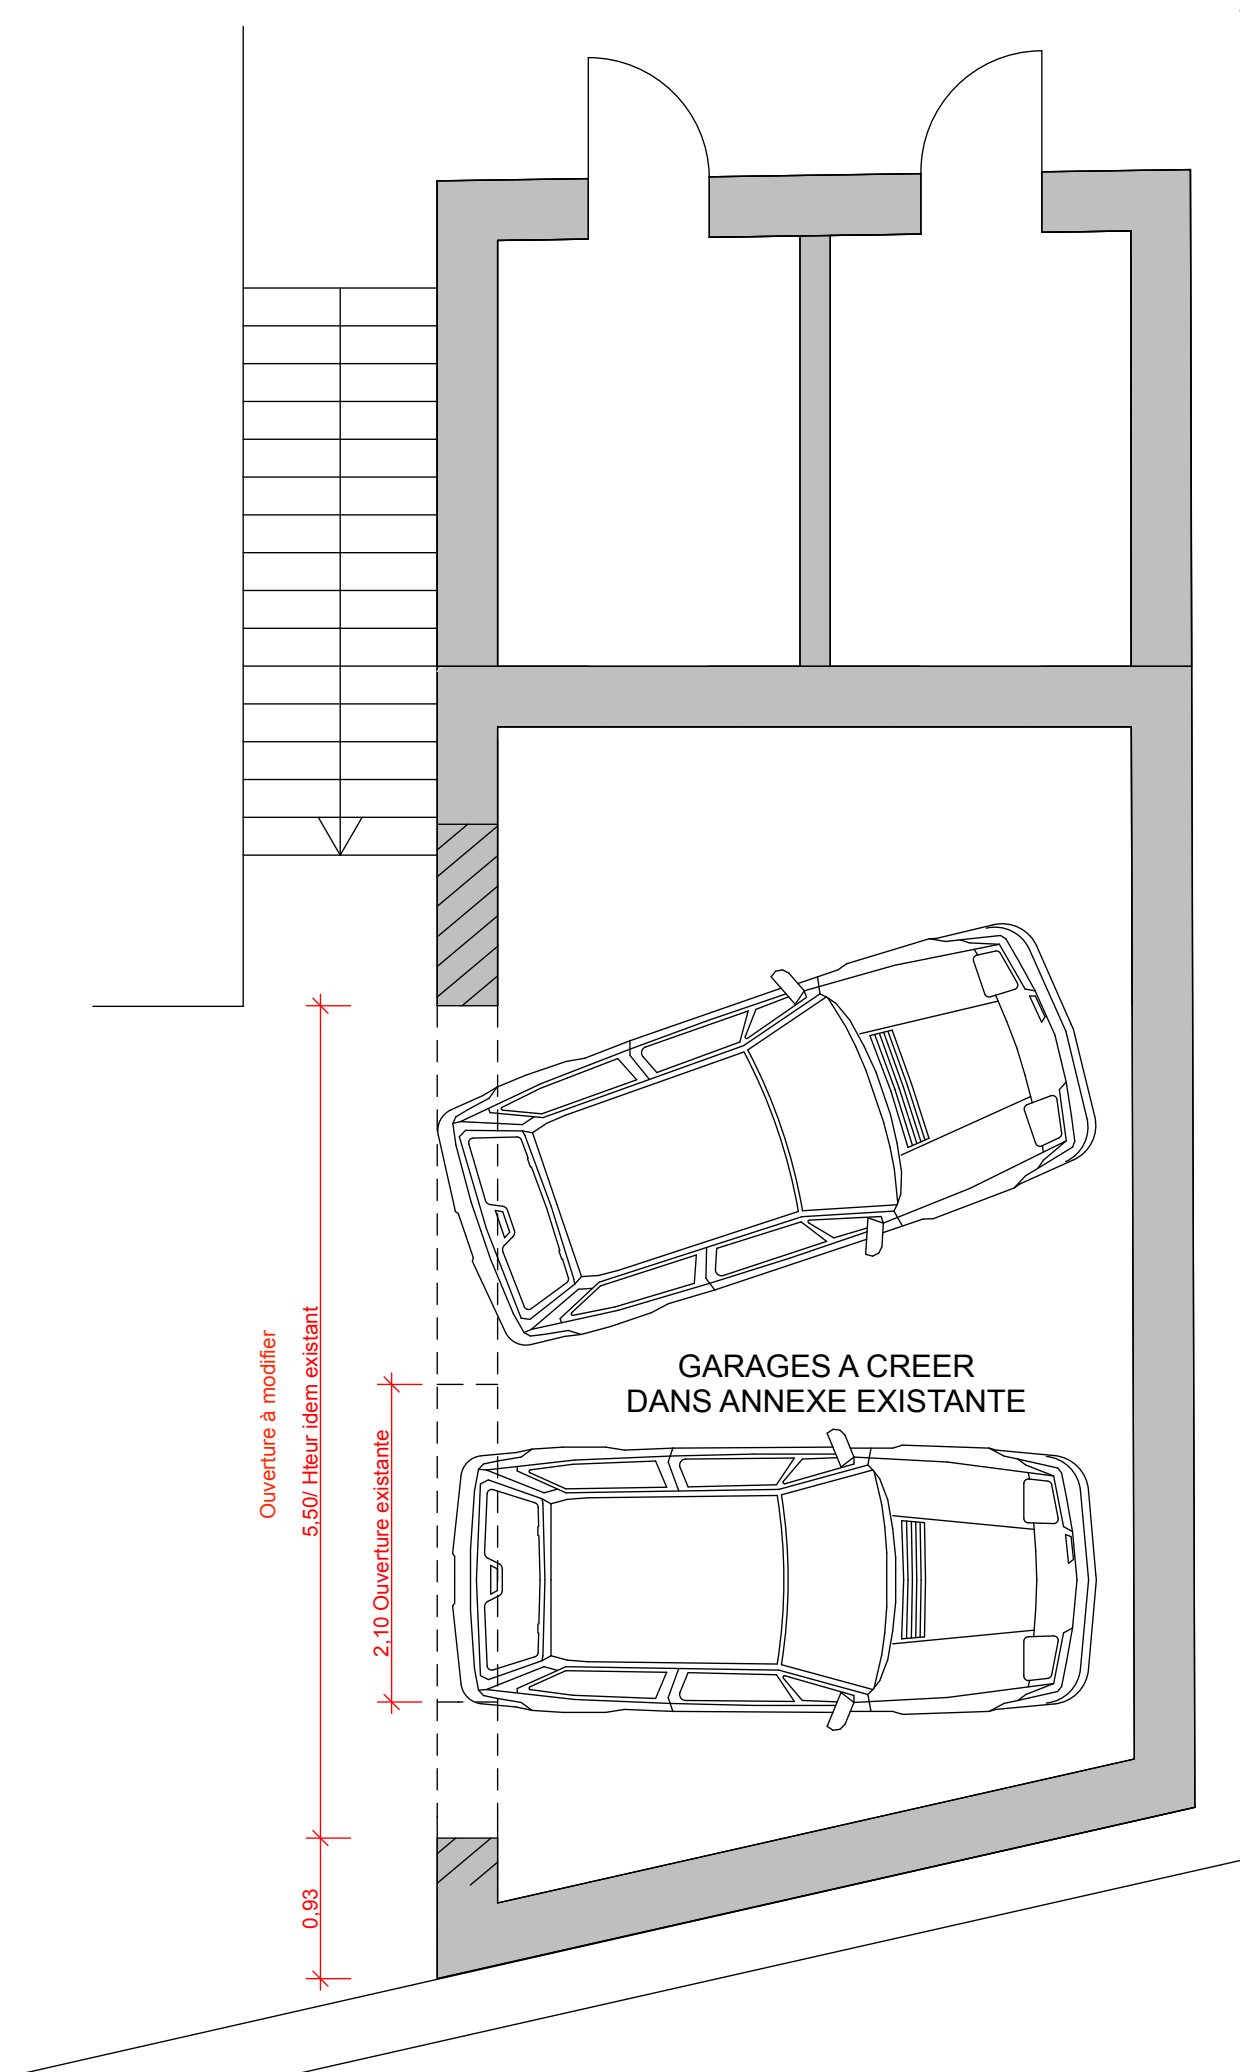 Ouverture à modifier
5,50/ Hteur idem existant
2,10 Ouverture existante
0,93
GARAGES A CREER
DANS ANNEXE EXISTANTE